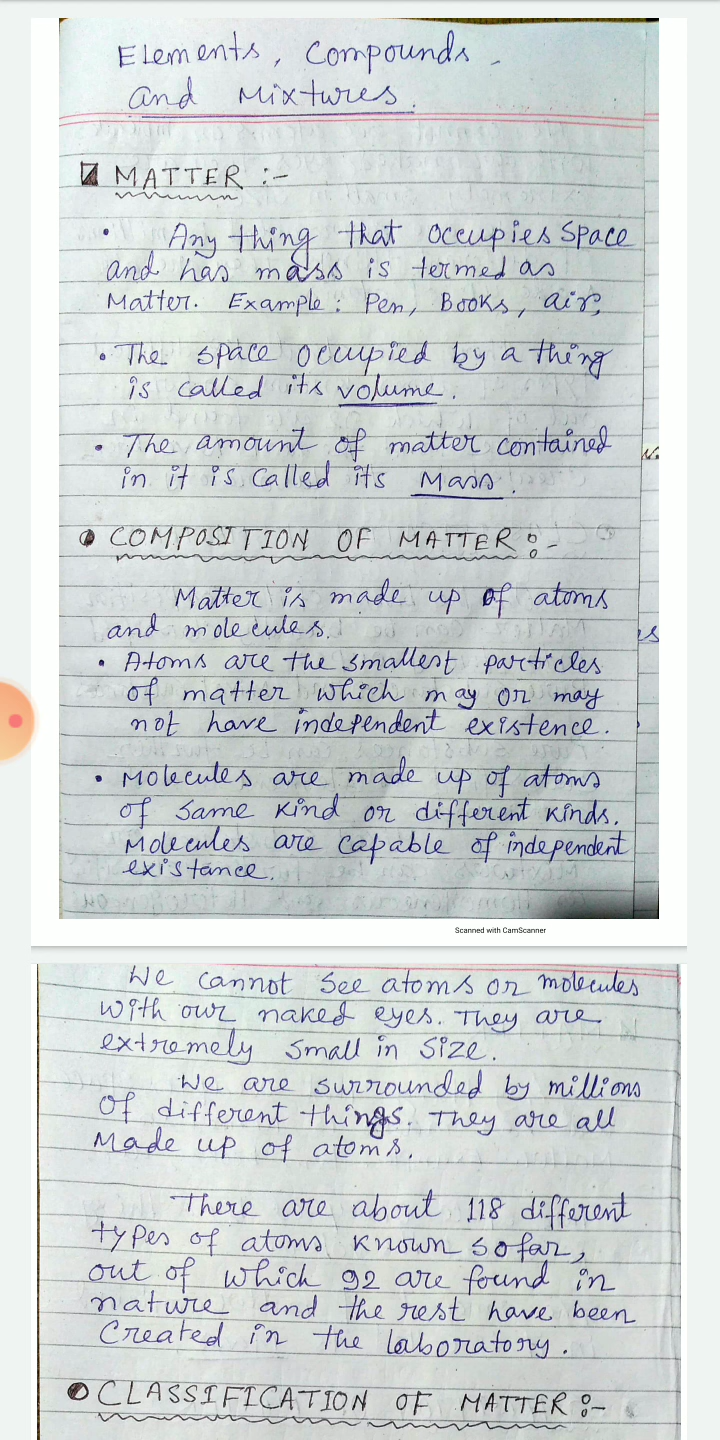 Elements, Compounds
and Mixtures.
MATTER :-
• Any thing that occupies space
and has mass is termed as
Matter. Example : Pen, Books, air,
• The space occupied by a thing
is called its volume.
• The amount of matter contained
in it is called its Mass.
COMPOSITION OF MATTER :-
Matter is made up of atoms
and molecules.
• Atoms are the smallest particles
of matter which may or may
not have independent existence.
• Molecules are made up of atoms
of same kind or different kinds.
Molecules are capable of independent
existance.
Scanned with CamScanner
We cannot see atoms or molecules
with our naked eyes. They are
extremely small in size.
We are surrounded by millions
of different things. They are all
Made up of atoms.
There are about 118 different
types of atoms known so far,
out of which 92 are found in
nature and the rest have been
Created in the laboratory.
CLASSIFICATION OF MATTER :-